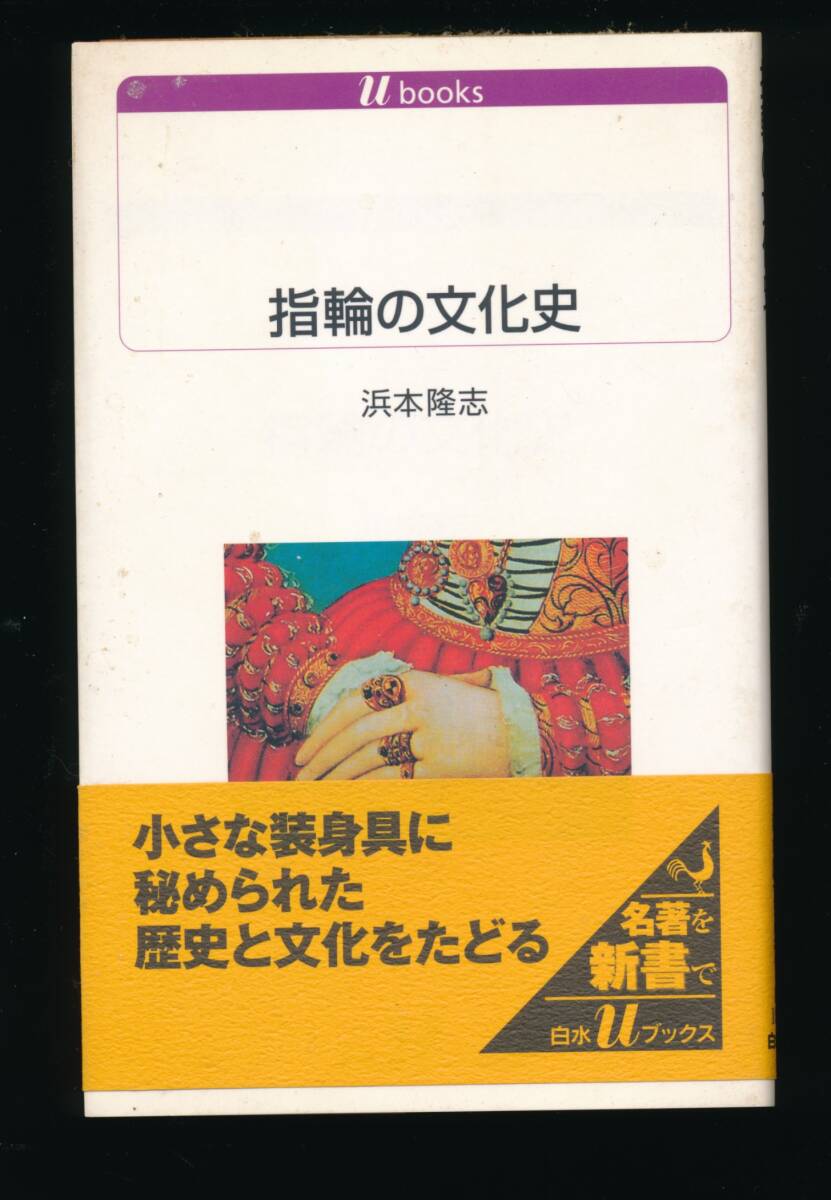 u books
指輪の文化史
浜本隆志
小さな装身具に
秘められた
歴史と文化をたどる
名著を
新書で
白水uブックス